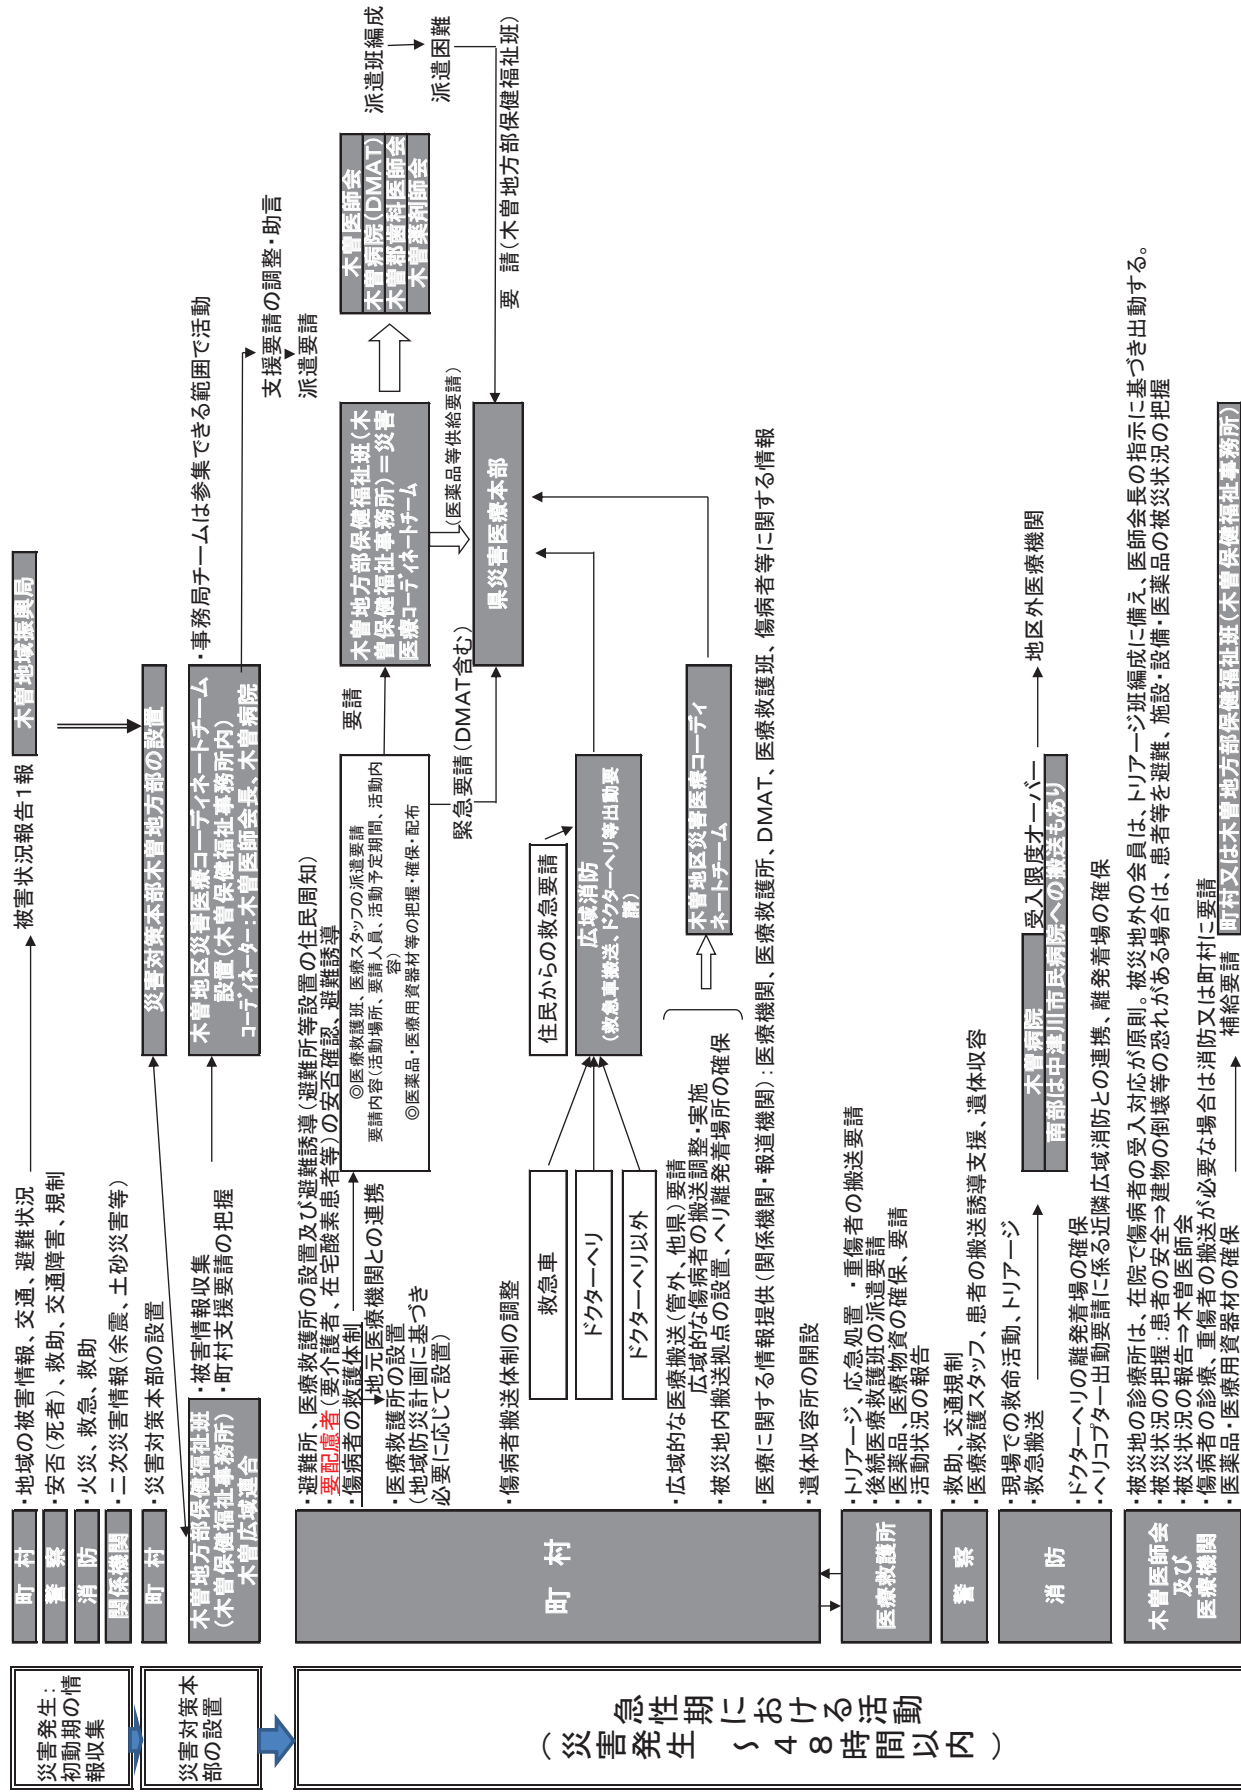 災害発生：
初動期の情
報収集
町　村
警　察
消　防
関係機関
・地域の被害情報、交通、避難状況
・安否(死者)、救助、交通障害、規制
・火災、救急、救助
・二次災害情報(余震、土砂災害等)
被害状況報告１報
木曽地域振興局
災害対策本
部の設置
町　村
・災害対策本部の設置
災害対策本部木曽地方部の設置
木曽地方部保健福祉班
(木曽保健福祉事務所)
木曽広域連合
・被害情報収集
・町村支援要請の把握
木曽地区災害医療コーディネートチーム
設置(木曽保健福祉事務所内)
コーディネーター：木曽医師会長、木曽病院
・事務局チームは参集できる範囲で活動
支援要請の調整・助言
派遣要請
急性期における活動
(災害発生　～４８時間以内)
町　村
・避難所、医療救護所の設置及び避難誘導(避難所等設置の住民周知)
・要配慮者(要介護者、在宅酸素患者等)の安否確認、避難誘導
・傷病者の救護体制
地元医療機関との連携
・医療救護所の設置
(地域防災計画に基づき
必要に応じて設置)
◎医療救護班、医療スタッフの派遣要請
要請内容(活動場所、要請人員、活動予定期間、活動内
容)
◎医薬品・医療用資器材等の把握・確保・配布
要請
緊急要請(DMAT含む)
木曽地方部保健福祉班(木
曽保健福祉事務所)＝災害
医療コーディネートチーム
(医薬品等供給要請)
県災害医療本部
木曽医師会
木曽病院(DMAT)
木曽郡歯科医師会
木曽薬剤師会
派遣班編成
派遣困難
要　請(木曽地方部保健福祉班)
・傷病者搬送体制の調整
救急車
ドクターヘリ
ドクターヘリ以外
住民からの救急要請
広域消防
(救急車搬送、ドクターヘリ等出動要
請)
・広域的な医療搬送(管外、他県)要請
広域的な傷病者の搬送調整・実施
・被災地内搬送拠点の設置、ヘリ離発着場所の確保
木曽地区災害医療コーディ
ネートチーム
・医療に関する情報提供(関係機関・報道機関)：医療機関、医療救護所、DMAT、医療救護班、傷病者等に関する情報
・遺体収容所の開設
医療救護所
・トリアージ、応急処置 ・重傷者の搬送要請
・後続医療救護班の派遣要請
・医薬品、医療物資の確保、要請
・活動状況の報告
警　察
・救助、交通規制
・医療救護スタッフ、患者の搬送誘導支援、遺体収容
消　防
・現場での救命活動、トリアージ
・救急搬送
木曽病院
南部は中津川市民病院への搬送もあり
受入限度オーバー
地区外医療機関
・ドクターヘリの離発着場の確保
・ヘリコプター出動要請に係る近隣広域消防との連携、離発着場の確保
木曽医師会
及び
医療機関
・被災地の診療所は、在院で傷病者の受入対応が原則。被災地外の会員は、トリアージ班編成に備え、医師会長の指示に基づき出動する。
・被災状況の把握：患者の安全⇒建物の倒壊等の恐れがある場合は、患者等を避難、施設・設備・医薬品の被災状況の把握
・被災状況の報告⇒木曽医師会
・傷病者の診療、重傷者の搬送が必要な場合は消防又は町村に要請
・医薬品・医療用資器材の確保
補給要請
町村又は木曽地方部保健福祉班(木曽保健福祉事務所)